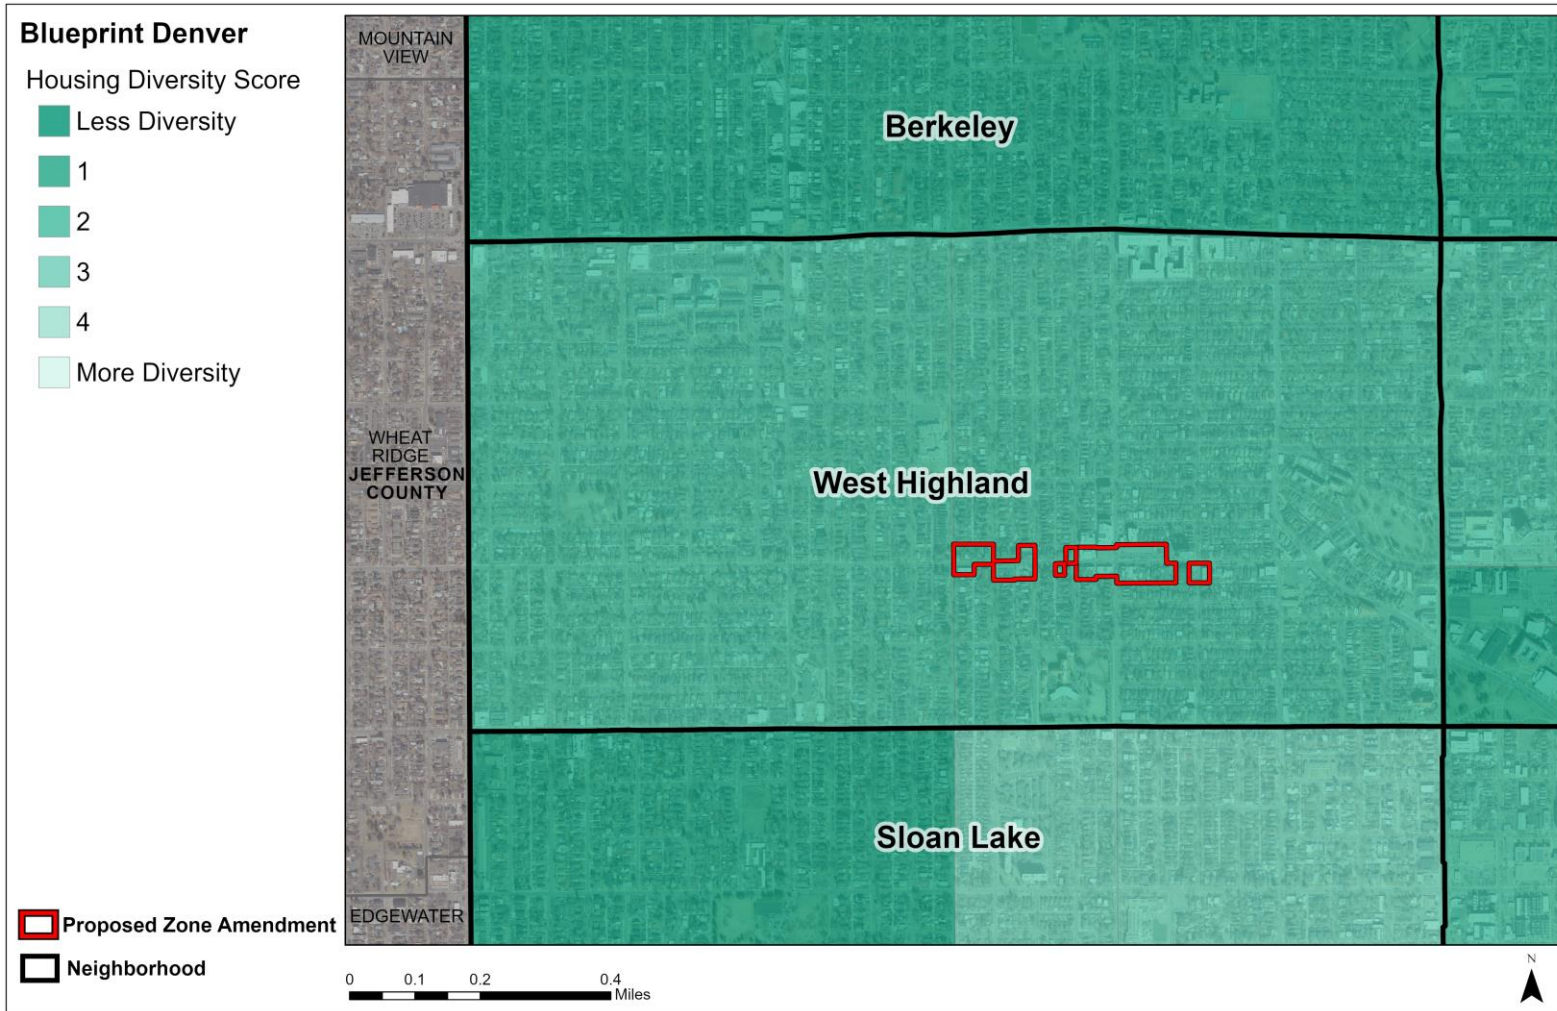 Blueprint Denver
Housing Diversity Score
Less Diversity
1
2
3
4
More Diversity
Proposed Zone Amendment
Neighborhood
MOUNTAIN
VIEW
WHEAT
RIDGE
JEFFERSON
COUNTY
EDGEWATER
Berkeley
West Highland
Sloan Lake
0 0.1 0.2 0.4
Miles
N